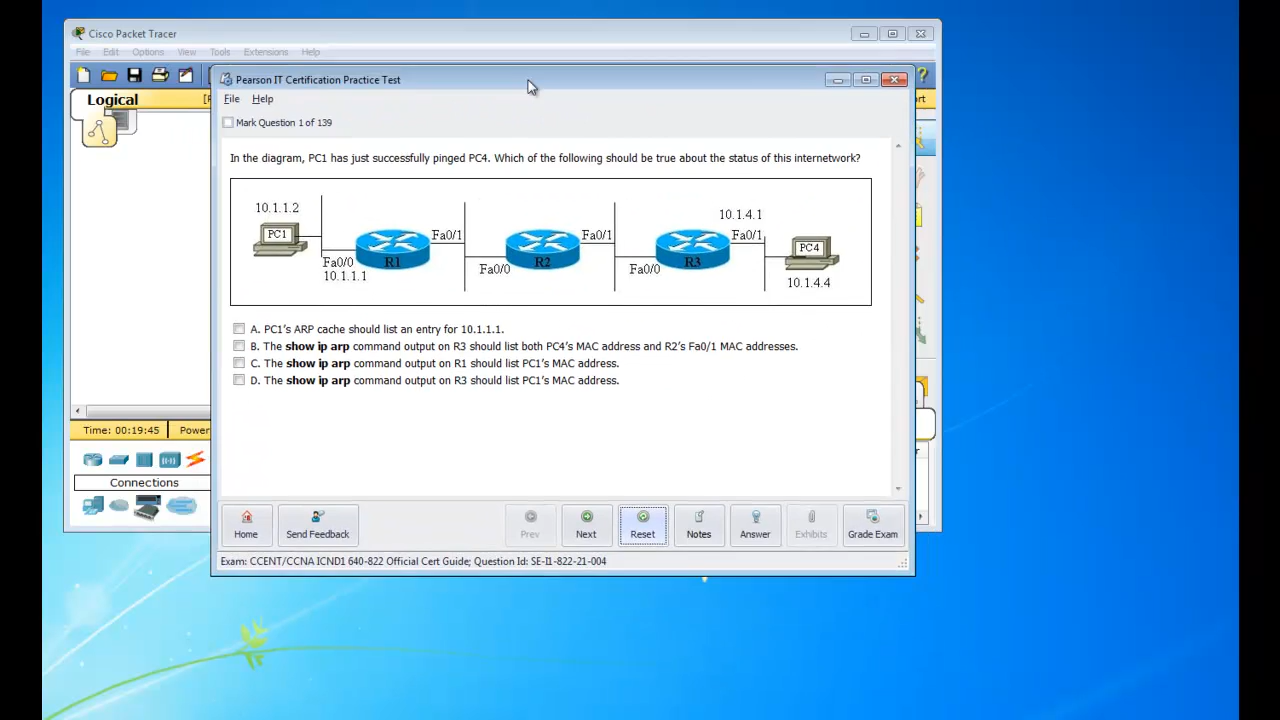 Cisco Packet Tracer
File Edit Options View Tools Extensions Help
Pearson IT Certification Practice Test
Logical
File Help
Mark Question 1 of 139
In the diagram, PC1 has just successfully pinged PC4. Which of the following should be true about the status of this internetwork?
10.1.1.2
10.1.4.1
PC1
Fa0/1
Fa0/1
Fa0/1
PC4
R1
R2
R3
Fa0/0
Fa0/0
Fa0/0
10.1.1.1
10.1.4.4
A. PC1's ARP cache should list an entry for 10.1.1.1.
B. The show ip arp command output on R3 should list both PC4's MAC address and R2's Fa0/1 MAC addresses.
C. The show ip arp command output on R1 should list PC1's MAC address.
D. The show ip arp command output on R3 should list PC1's MAC address.
Time: 00:19:45 Power
Connections
Home Send Feedback Prev Next Reset Notes Answer Exhibits Grade Exam
Exam: CCENT/CCNA ICND1 640-822 Official Cert Guide; Question Id: SE-I1-822-21-004